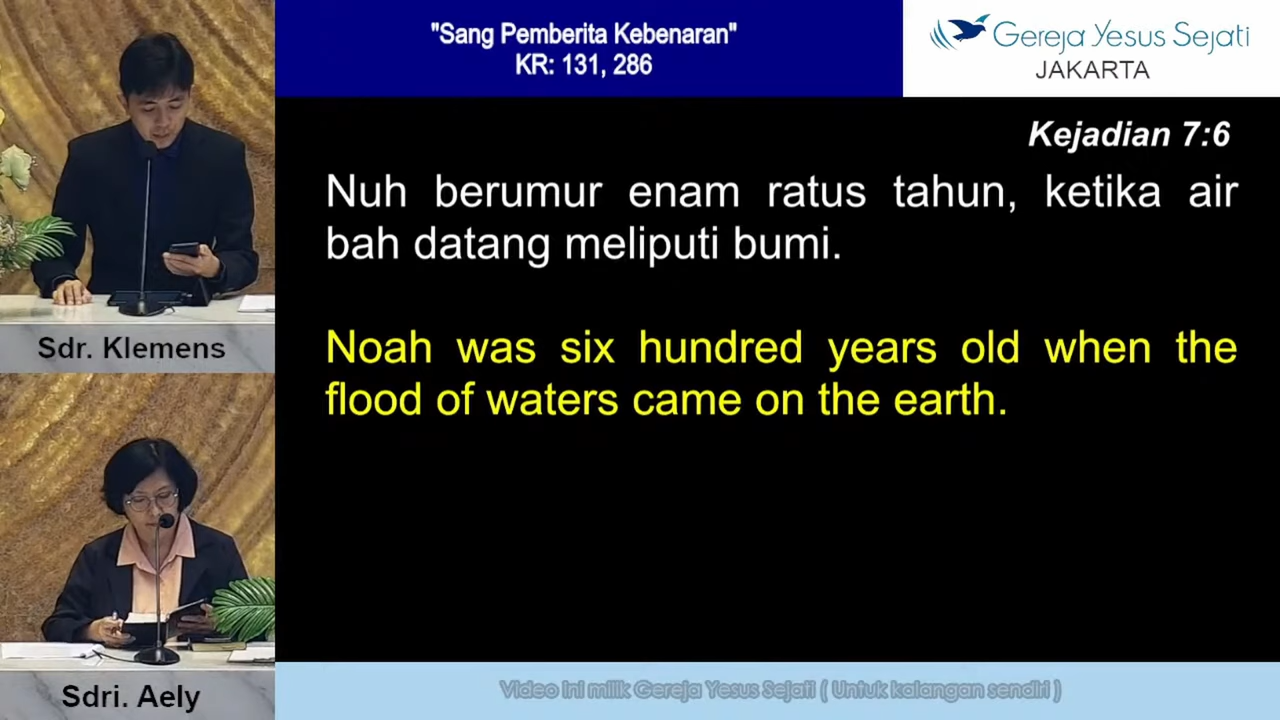 "Sang Pemberita Kebenaran"
KR: 131, 286
Gereja Yesus Sejati
JAKARTA
Kejadian 7:6
Nuh berumur enam ratus tahun, ketika air
bah datang meliputi bumi.
Noah was six hundred years old when the
flood of waters came on the earth.
Sdr. Klemens
Sdri. Aely
Video ini milik Gereja Yesus Sejati ( Untuk kalangan sendiri )